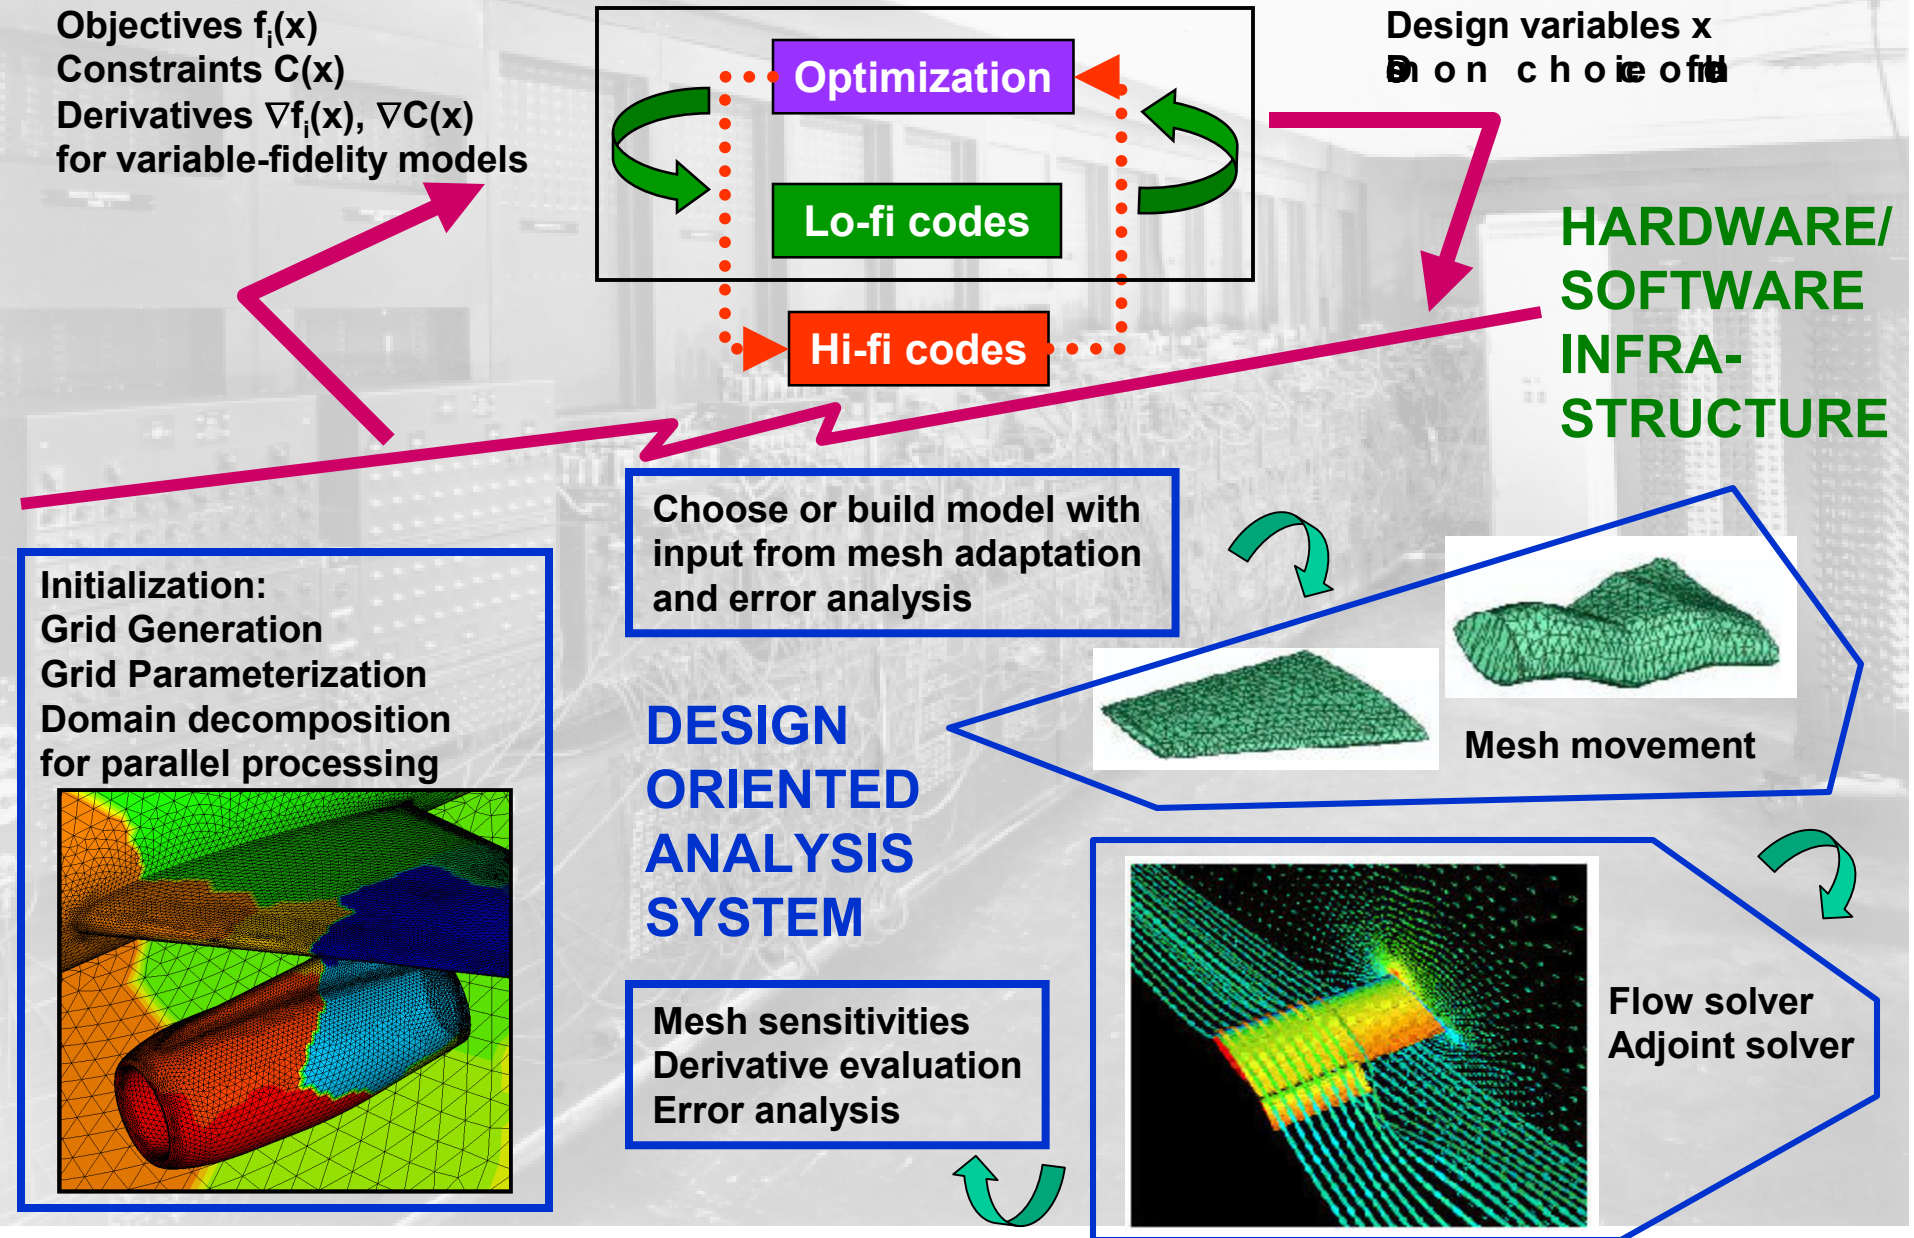 Objectives fᵢ(x)
Constraints C(x)
Derivatives ∇fᵢ(x), ∇C(x)
for variable-fidelity models
Optimization
Lo-fi codes
Hi-fi codes
Design variables x
on choice of
HARDWARE/
SOFTWARE
INFRA-
STRUCTURE
Choose or build model with
input from mesh adaptation
and error analysis
Initialization:
Grid Generation
Grid Parameterization
Domain decomposition
for parallel processing
DESIGN
ORIENTED
ANALYSIS
SYSTEM
Mesh movement
Mesh sensitivities
Derivative evaluation
Error analysis
Flow solver
Adjoint solver